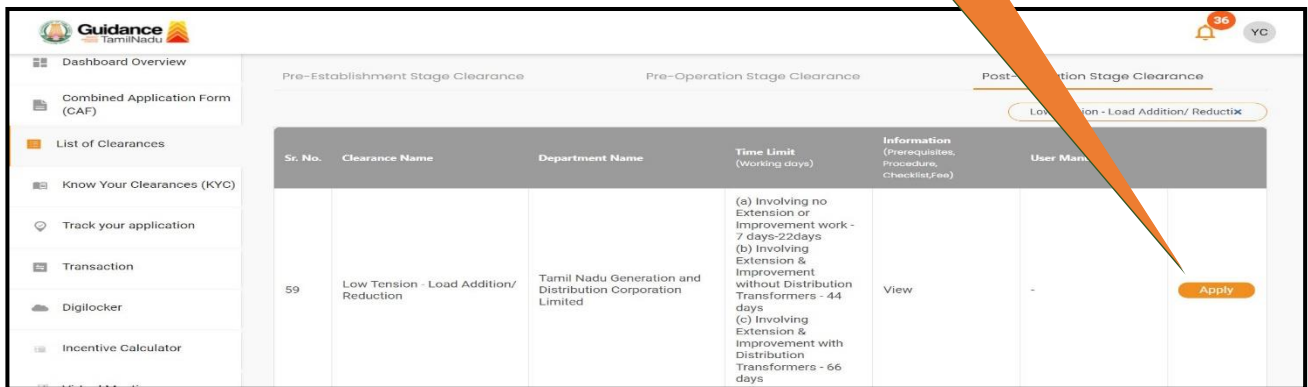 Guidance
TamilNadu
36
YC
Dashboard Overview
Combined Application Form
(CAF)
List of Clearances
Know Your Clearances (KYC)
Track your application
Transaction
Digilocker
Incentive Calculator
Pre-Establishment Stage Clearance
Pre-Operation Stage Clearance
Post- tion Stage Clearance
Low ion - Load Addition/ Reducti×
Sr. No.
Clearance Name
Department Name
Time Limit
(Working days)
Information
(Prerequisites,
Procedure,
Checklist,Fee)
User Man
59
Low Tension - Load Addition/
Reduction
Tamil Nadu Generation and
Distribution Corporation
Limited
(a) Involving no
Extension or
Improvement work -
7 days-22days
(b) Involving
Extension &
Improvement
without Distribution
Transformers - 44
days
(c) Involving
Extension &
Improvement with
Distribution
Transformers - 66
days
View
-
Apply